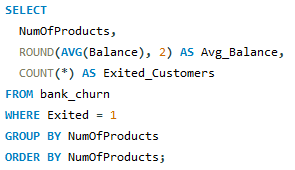 SELECT
NumOfProducts,
ROUND(AVG(Balance), 2) AS Avg_Balance,
COUNT(*) AS Exited_Customers
FROM bank_churn
WHERE Exited = 1
GROUP BY NumOfProducts
ORDER BY NumOfProducts;